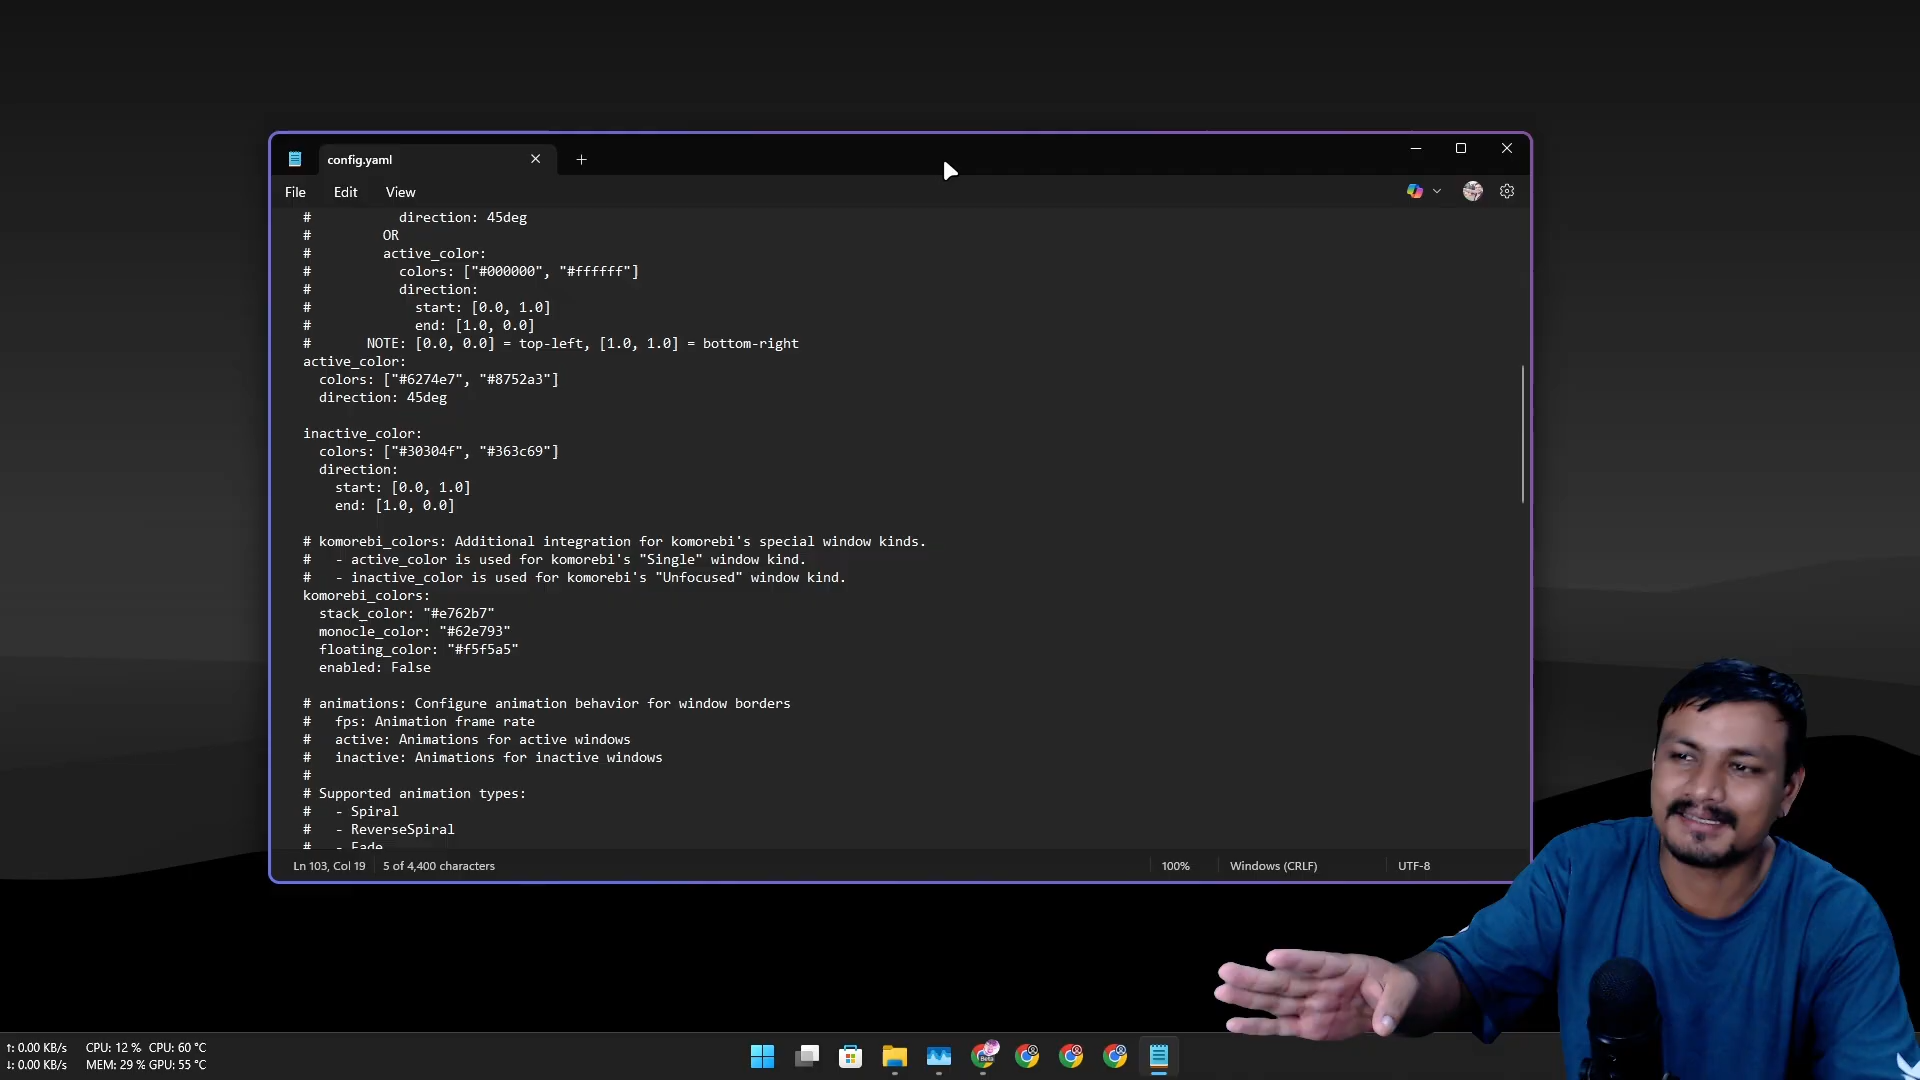 config.yaml
File Edit View
#           direction: 45deg
#         OR
#         active_color:
#           colors: ["#000000", "#ffffff"]
#           direction:
#             start: [0.0, 1.0]
#             end: [1.0, 0.0]
#       NOTE: [0.0, 0.0] = top-left, [1.0, 1.0] = bottom-right
active_color:
  colors: ["#6274e7", "#8752a3"]
  direction: 45deg
inactive_color:
  colors: ["#30304f", "#363c69"]
  direction:
    start: [0.0, 1.0]
    end: [1.0, 0.0]
# komorebi_colors: Additional integration for komorebi's special window kinds.
#   - active_color is used for komorebi's "Single" window kind.
#   - inactive_color is used for komorebi's "Unfocused" window kind.
komorebi_colors:
  stack_color: "#e762b7"
  monocle_color: "#62e793"
  floating_color: "#f5f5a5"
  enabled: False
# animations: Configure animation behavior for window borders
#   fps: Animation frame rate
#   active: Animations for active windows
#   inactive: Animations for inactive windows
#
# Supported animation types:
#   - Spiral
#   - ReverseSpiral
#   - Fade
Ln 103, Col 19 5 of 4,400 characters 100% Windows (CRLF) UTF-8
↑: 0.00 KB/s CPU: 12 % CPU: 60 °C
↓: 0.00 KB/s MEM: 29 % GPU: 55 °C
Beta